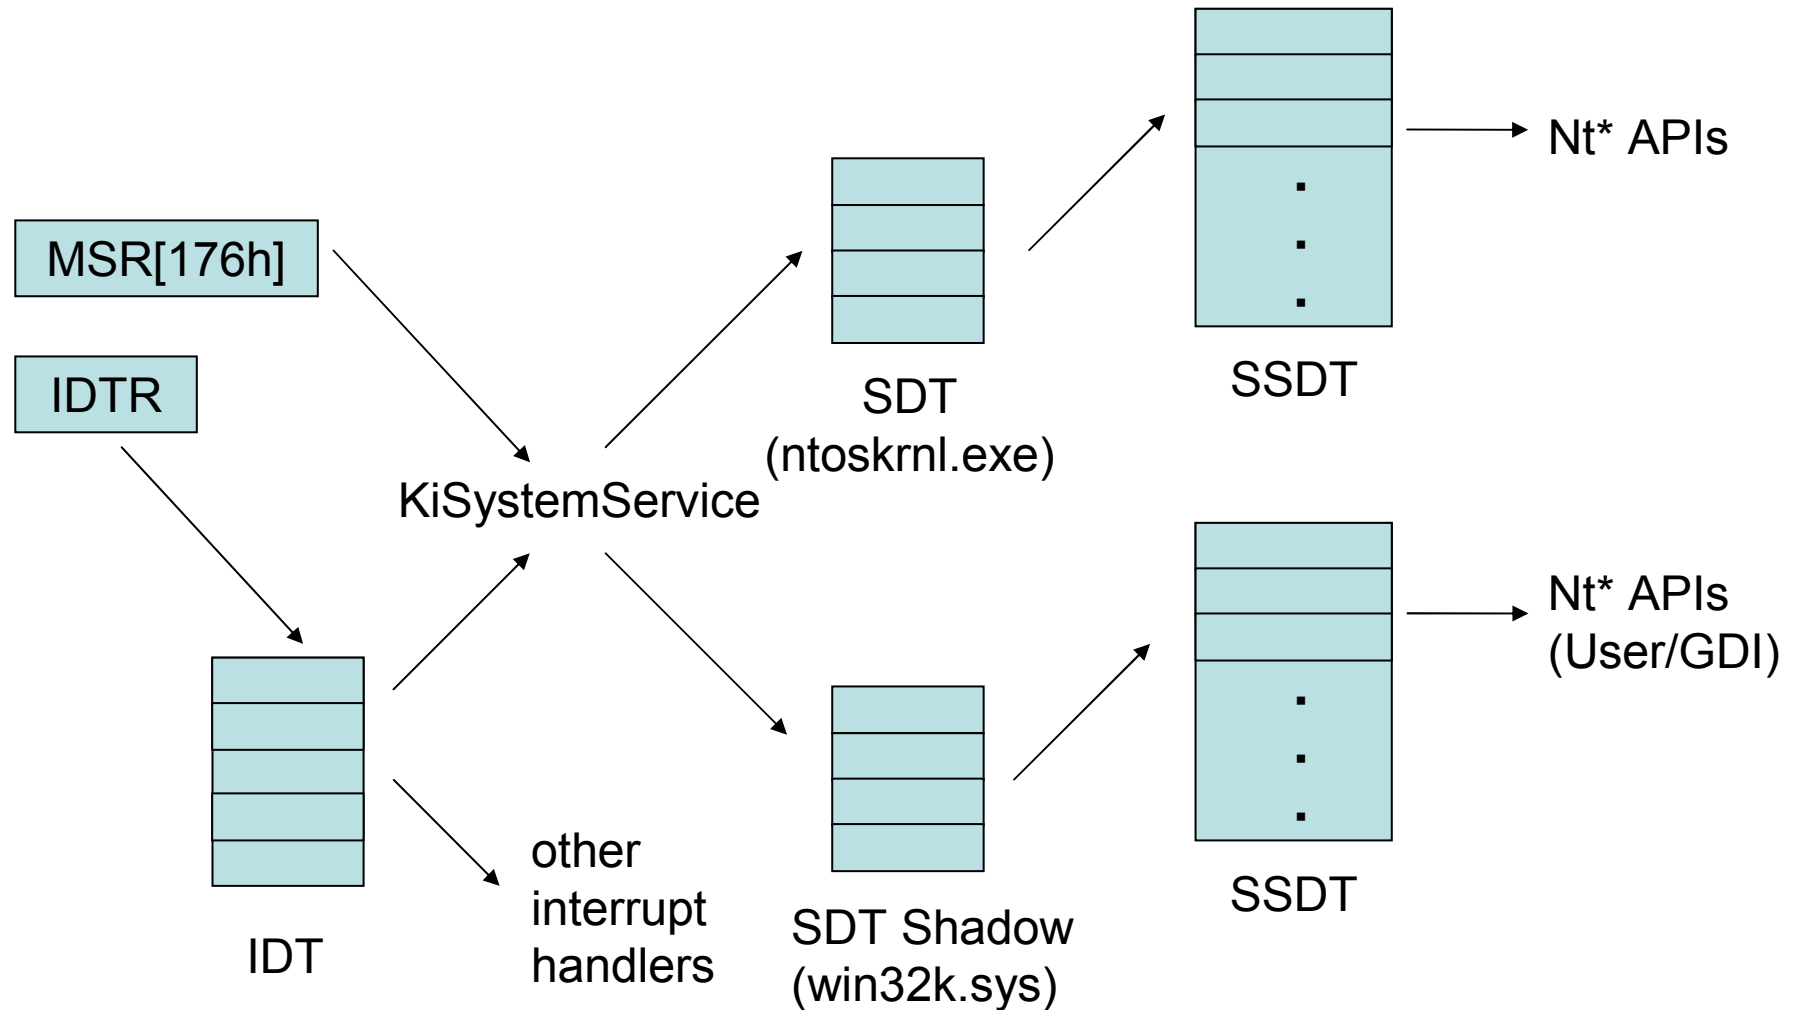 MSR[176h]
IDTR
IDT
KiSystemService
other
interrupt
handlers
SDT
(ntoskrnl.exe)
SDT Shadow
(win32k.sys)
SSDT
Nt* APIs
SSDT
Nt* APIs
(User/GDI)